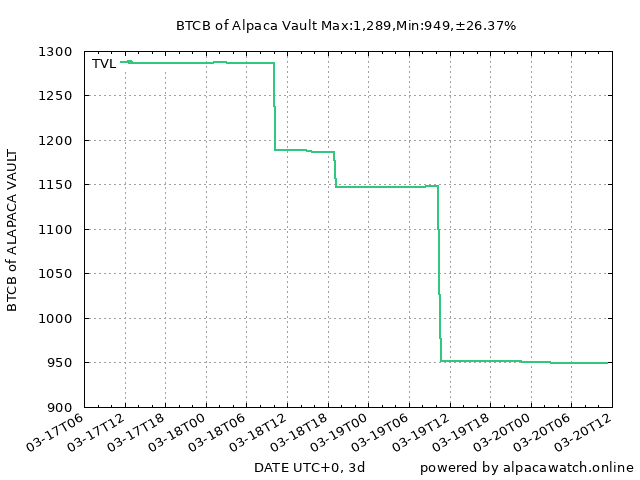 BTCB of Alpaca Vault Max:1,289,Min:949,±26.37%
1300
TVL
1250
1200
1150
1100
1050
1000
950
900
BTCB of ALAPACA VAULT
03-17T06
03-17T12
03-17T18
03-18T00
03-18T06
03-18T12
03-18T18
03-19T00
03-19T06
03-19T12
03-19T18
03-20T00
03-20T06
03-20T12
DATE UTC+0, 3d
powered by alpacawatch.online